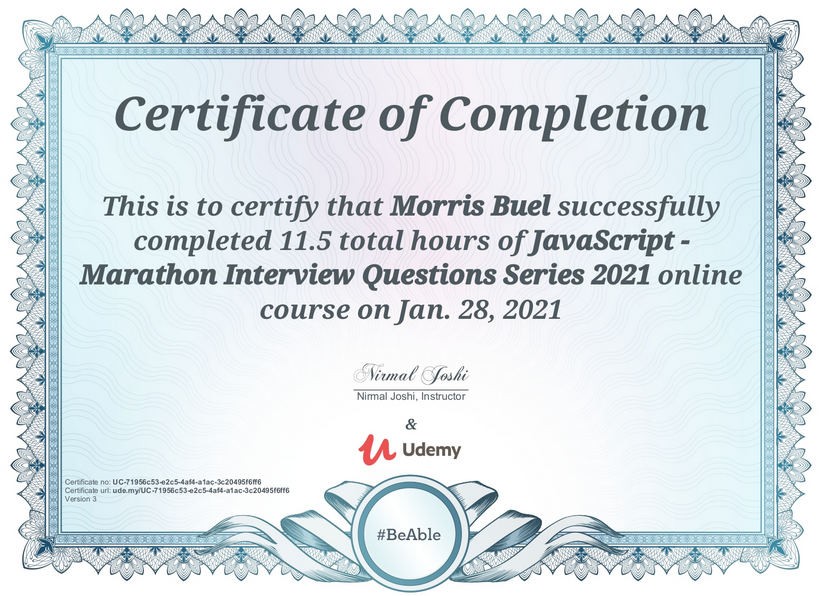 Certificate of Completion
This is to certify that Morris Buel successfully
completed 11.5 total hours of JavaScript -
Marathon Interview Questions Series 2021 online
course on Jan. 28, 2021
Nirmal Joshi
Nirmal Joshi, Instructor
&
Udemy
Certificate no: UC-71956c53-e2c5-4af4-a1ac-3c20495f6ff6
Certificate url: ude.my/UC-71956c53-e2c5-4af4-a1ac-3c20495f6ff6
Version 3
#BeAble